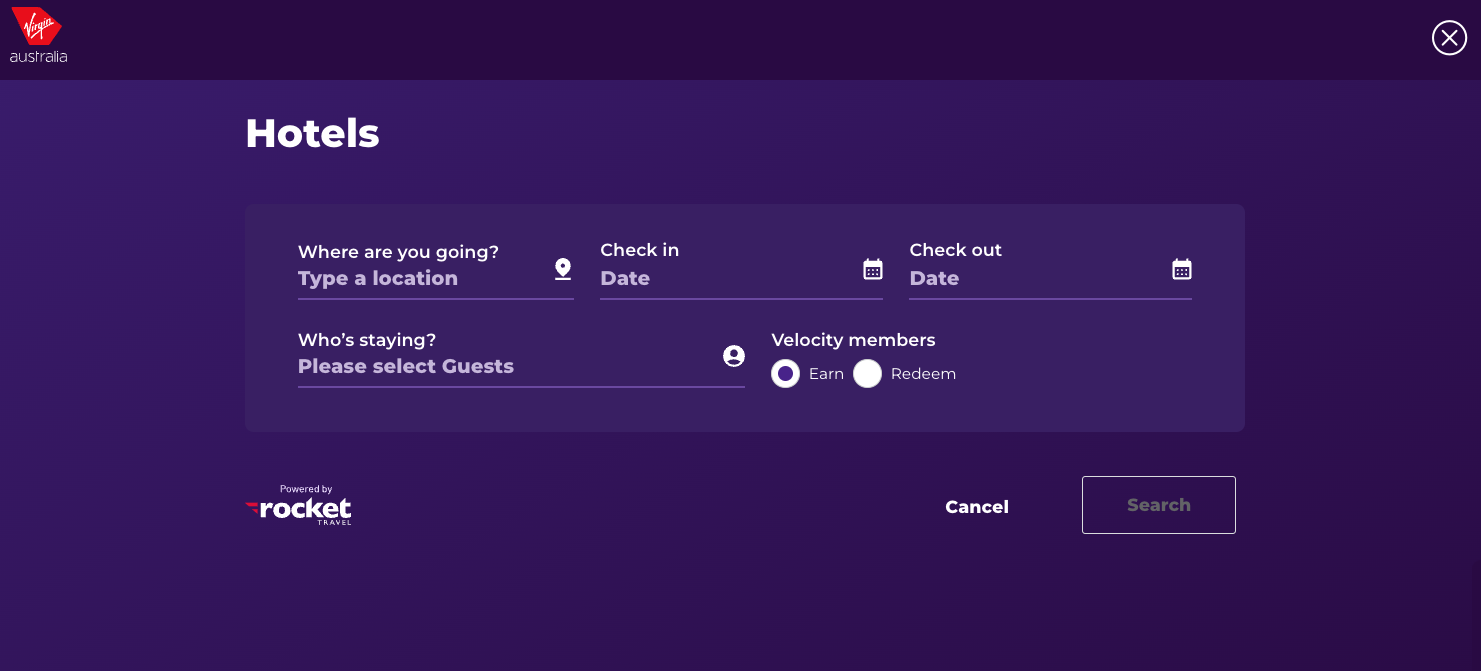 Virgin
australia
Hotels
Where are you going?
Type a location
Check in
Date
Check out
Date
Who’s staying?
Please select Guests
Velocity members
Earn
Redeem
Powered by
rocket
TRAVEL
Cancel
Search